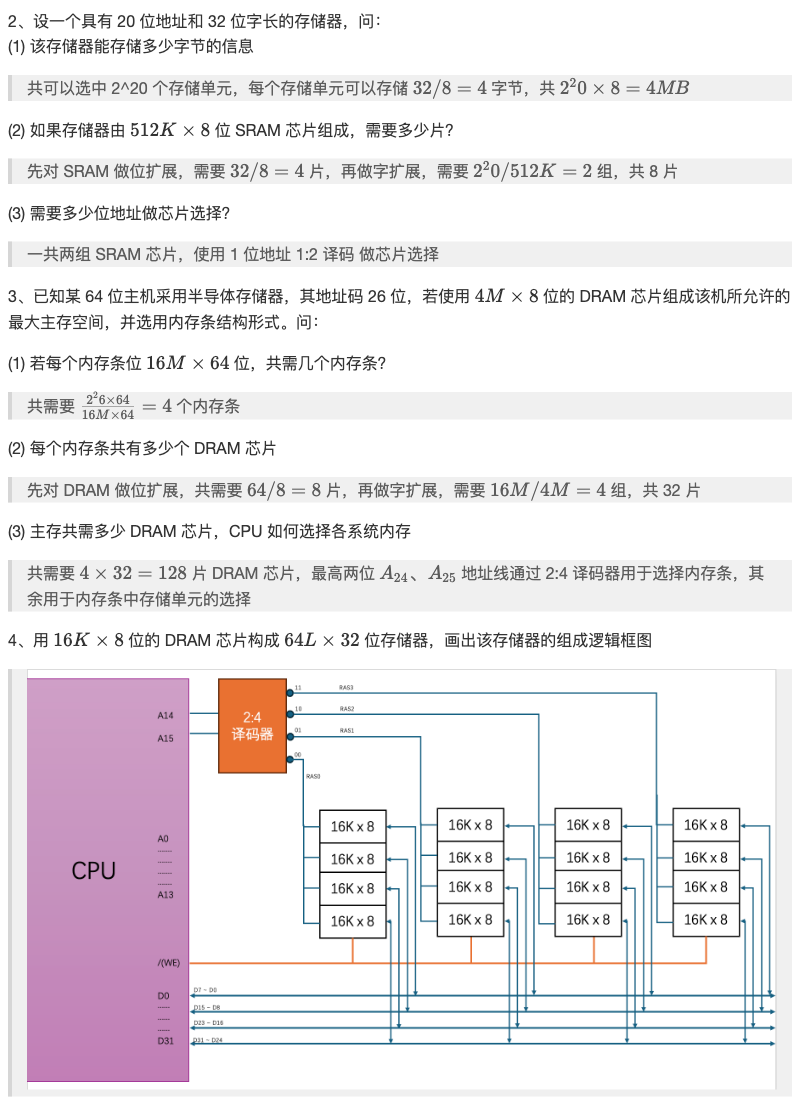 2、设一个具有 20 位地址和 32 位字长的存储器，问：
(1) 该存储器能存储多少字节的信息
共可以选中 2^20 个存储单元，每个存储单元可以存储 32/8 = 4 字节，共 2²0 × 8 = 4MB
(2) 如果存储器由 512K × 8 位 SRAM 芯片组成，需要多少片?
先对 SRAM 做位扩展，需要 32/8 = 4 片，再做字扩展，需要 2²0/512K = 2 组，共 8 片
(3) 需要多少位地址做芯片选择?
一共两组 SRAM 芯片，使用 1 位地址 1:2 译码 做芯片选择
3、已知某 64 位主机采用半导体存储器，其地址码 26 位，若使用 4M × 8 位的 DRAM 芯片组成该机所允许的
最大主存空间，并选用内存条结构形式。问：
(1) 若每个内存条位 16M × 64 位，共需几个内存条?
共需要 2²6×64/16M×64 = 4 个内存条
(2) 每个内存条共有多少个 DRAM 芯片
先对 DRAM 做位扩展，共需要 64/8 = 8 片，再做字扩展，需要 16M/4M = 4 组，共 32 片
(3) 主存共需多少 DRAM 芯片，CPU 如何选择各系统内存
共需要 4 × 32 = 128 片 DRAM 芯片，最高两位 A₂₄、A₂₅ 地址线通过 2:4 译码器用于选择内存条，其
余用于内存条中存储单元的选择
4、用 16K × 8 位的 DRAM 芯片构成 64L × 32 位存储器，画出该存储器的组成逻辑框图
11 RAS3
A14 2:4 10 RAS2
A15 译码器 01 RAS1
00
RAS0
16K x 8 16K x 8 16K x 8 16K x 8
A0
16K x 8 16K x 8 16K x 8 16K x 8
CPU
16K x 8 16K x 8 16K x 8 16K x 8
A13
16K x 8 16K x 8 16K x 8 16K x 8
/(WE)
D0 D7 ~ D0
D15 ~ D8
D23 ~ D16
D31 D31 ~ D24